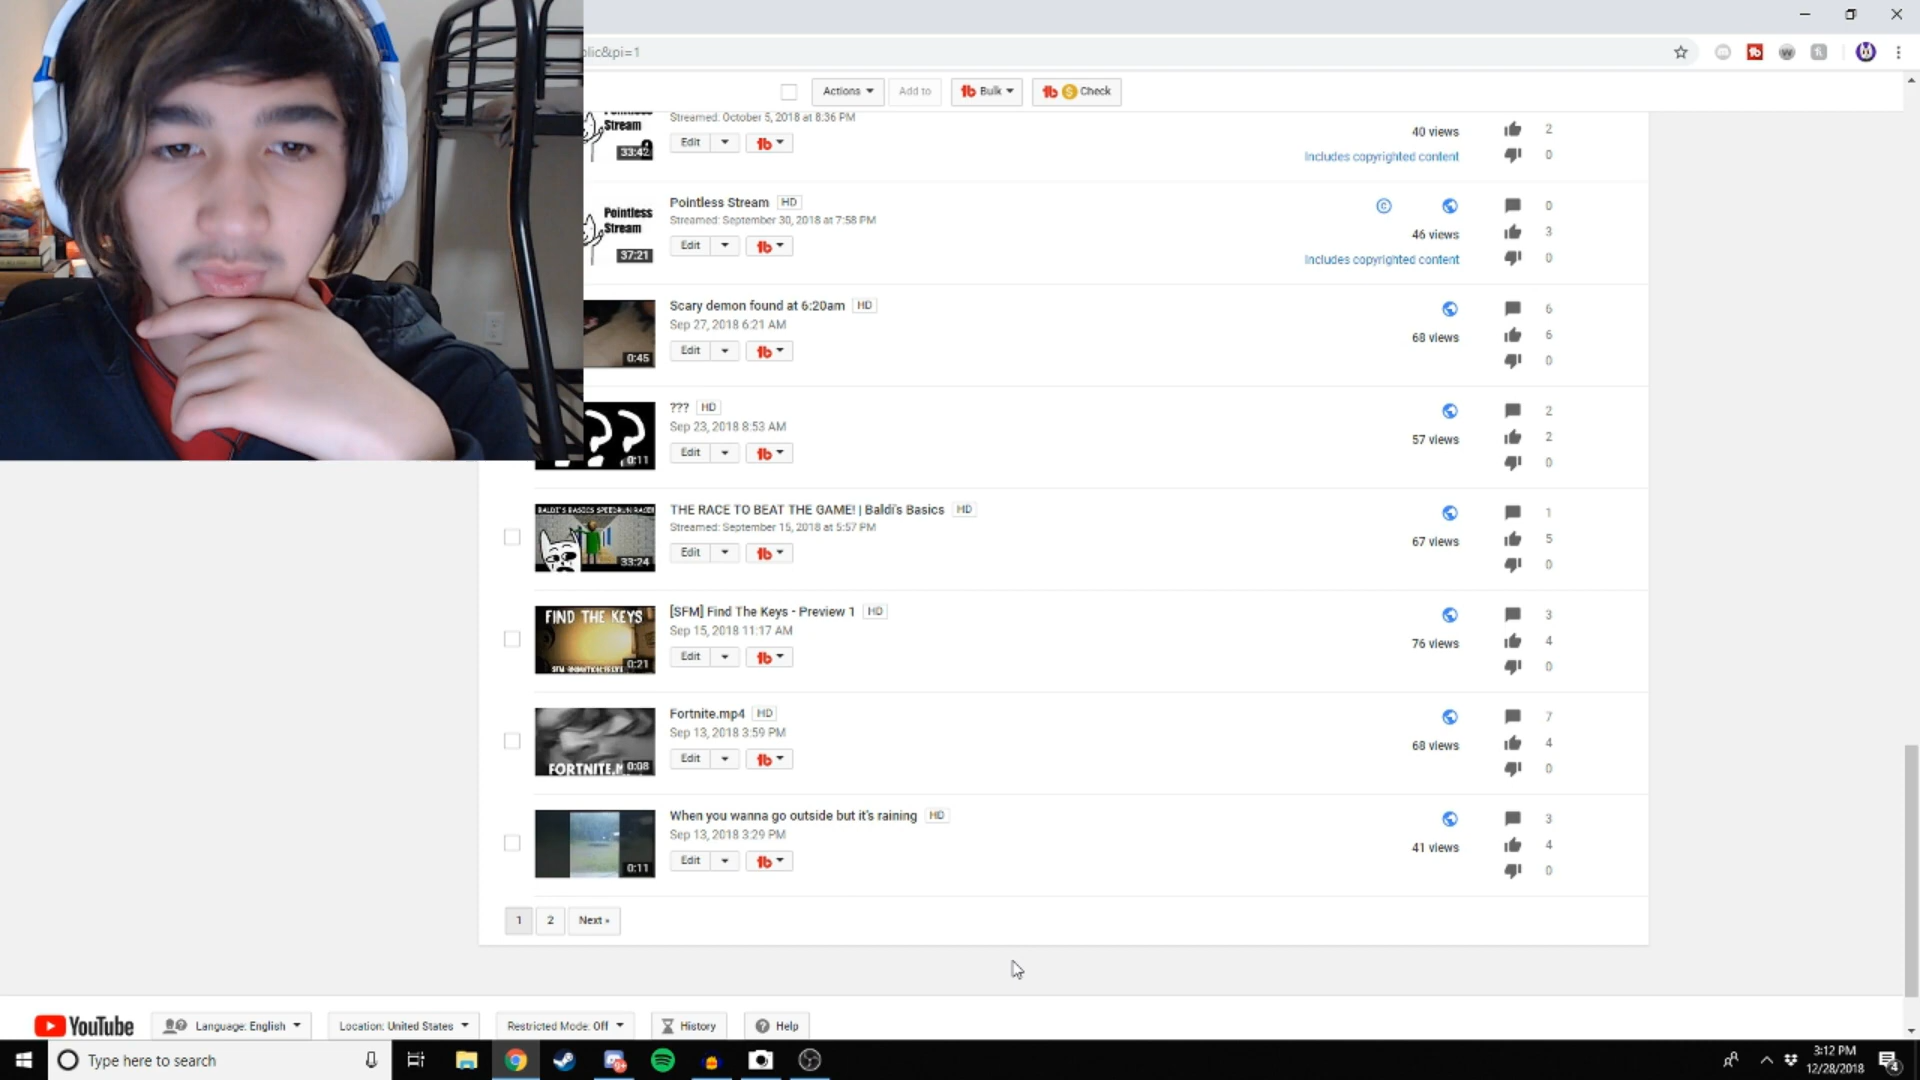 blic&pi=1
Actions
Add to
Bulk
Check
Stream
33:42
Streamed: October 5, 2018 at 8:36 PM
Edit
40 views
Includes copyrighted content
2
0
Pointless
Stream
37:21
Pointless Stream HD
Streamed: September 30, 2018 at 7:58 PM
Edit
46 views
Includes copyrighted content
0
3
0
0:45
Scary demon found at 6:20am HD
Sep 27, 2018 6:21 AM
Edit
68 views
6
6
0
??
0:11
??? HD
Sep 23, 2018 8:53 AM
Edit
57 views
2
2
0
BALDI'S BASICS SPEEDRUN RACE!
33:24
THE RACE TO BEAT THE GAME! | Baldi's Basics HD
Streamed: September 15, 2018 at 5:57 PM
Edit
67 views
1
5
0
FIND THE KEYS
0:21
[SFM] Find The Keys - Preview 1 HD
Sep 15, 2018 11:17 AM
Edit
76 views
3
4
0
FORTNITE.M
0:08
Fortnite.mp4 HD
Sep 13, 2018 3:59 PM
Edit
68 views
7
4
0
0:11
When you wanna go outside but it's raining HD
Sep 13, 2018 3:29 PM
Edit
41 views
3
4
0
1 2 Next »
YouTube
Language: English
Location: United States
Restricted Mode: Off
History
Help
Type here to search
3:12 PM
12/28/2018
4